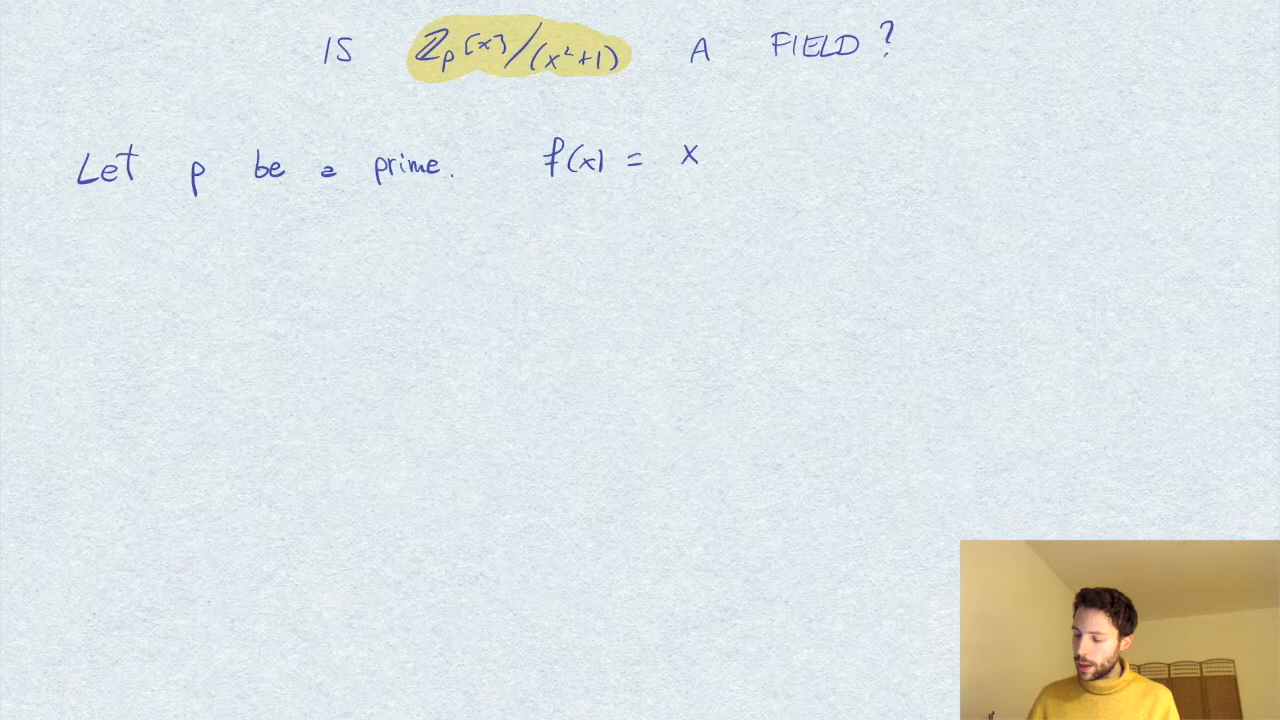 IS ℤp[x]/(x²+1) A FIELD?
Let p be a prime. f(x) = x